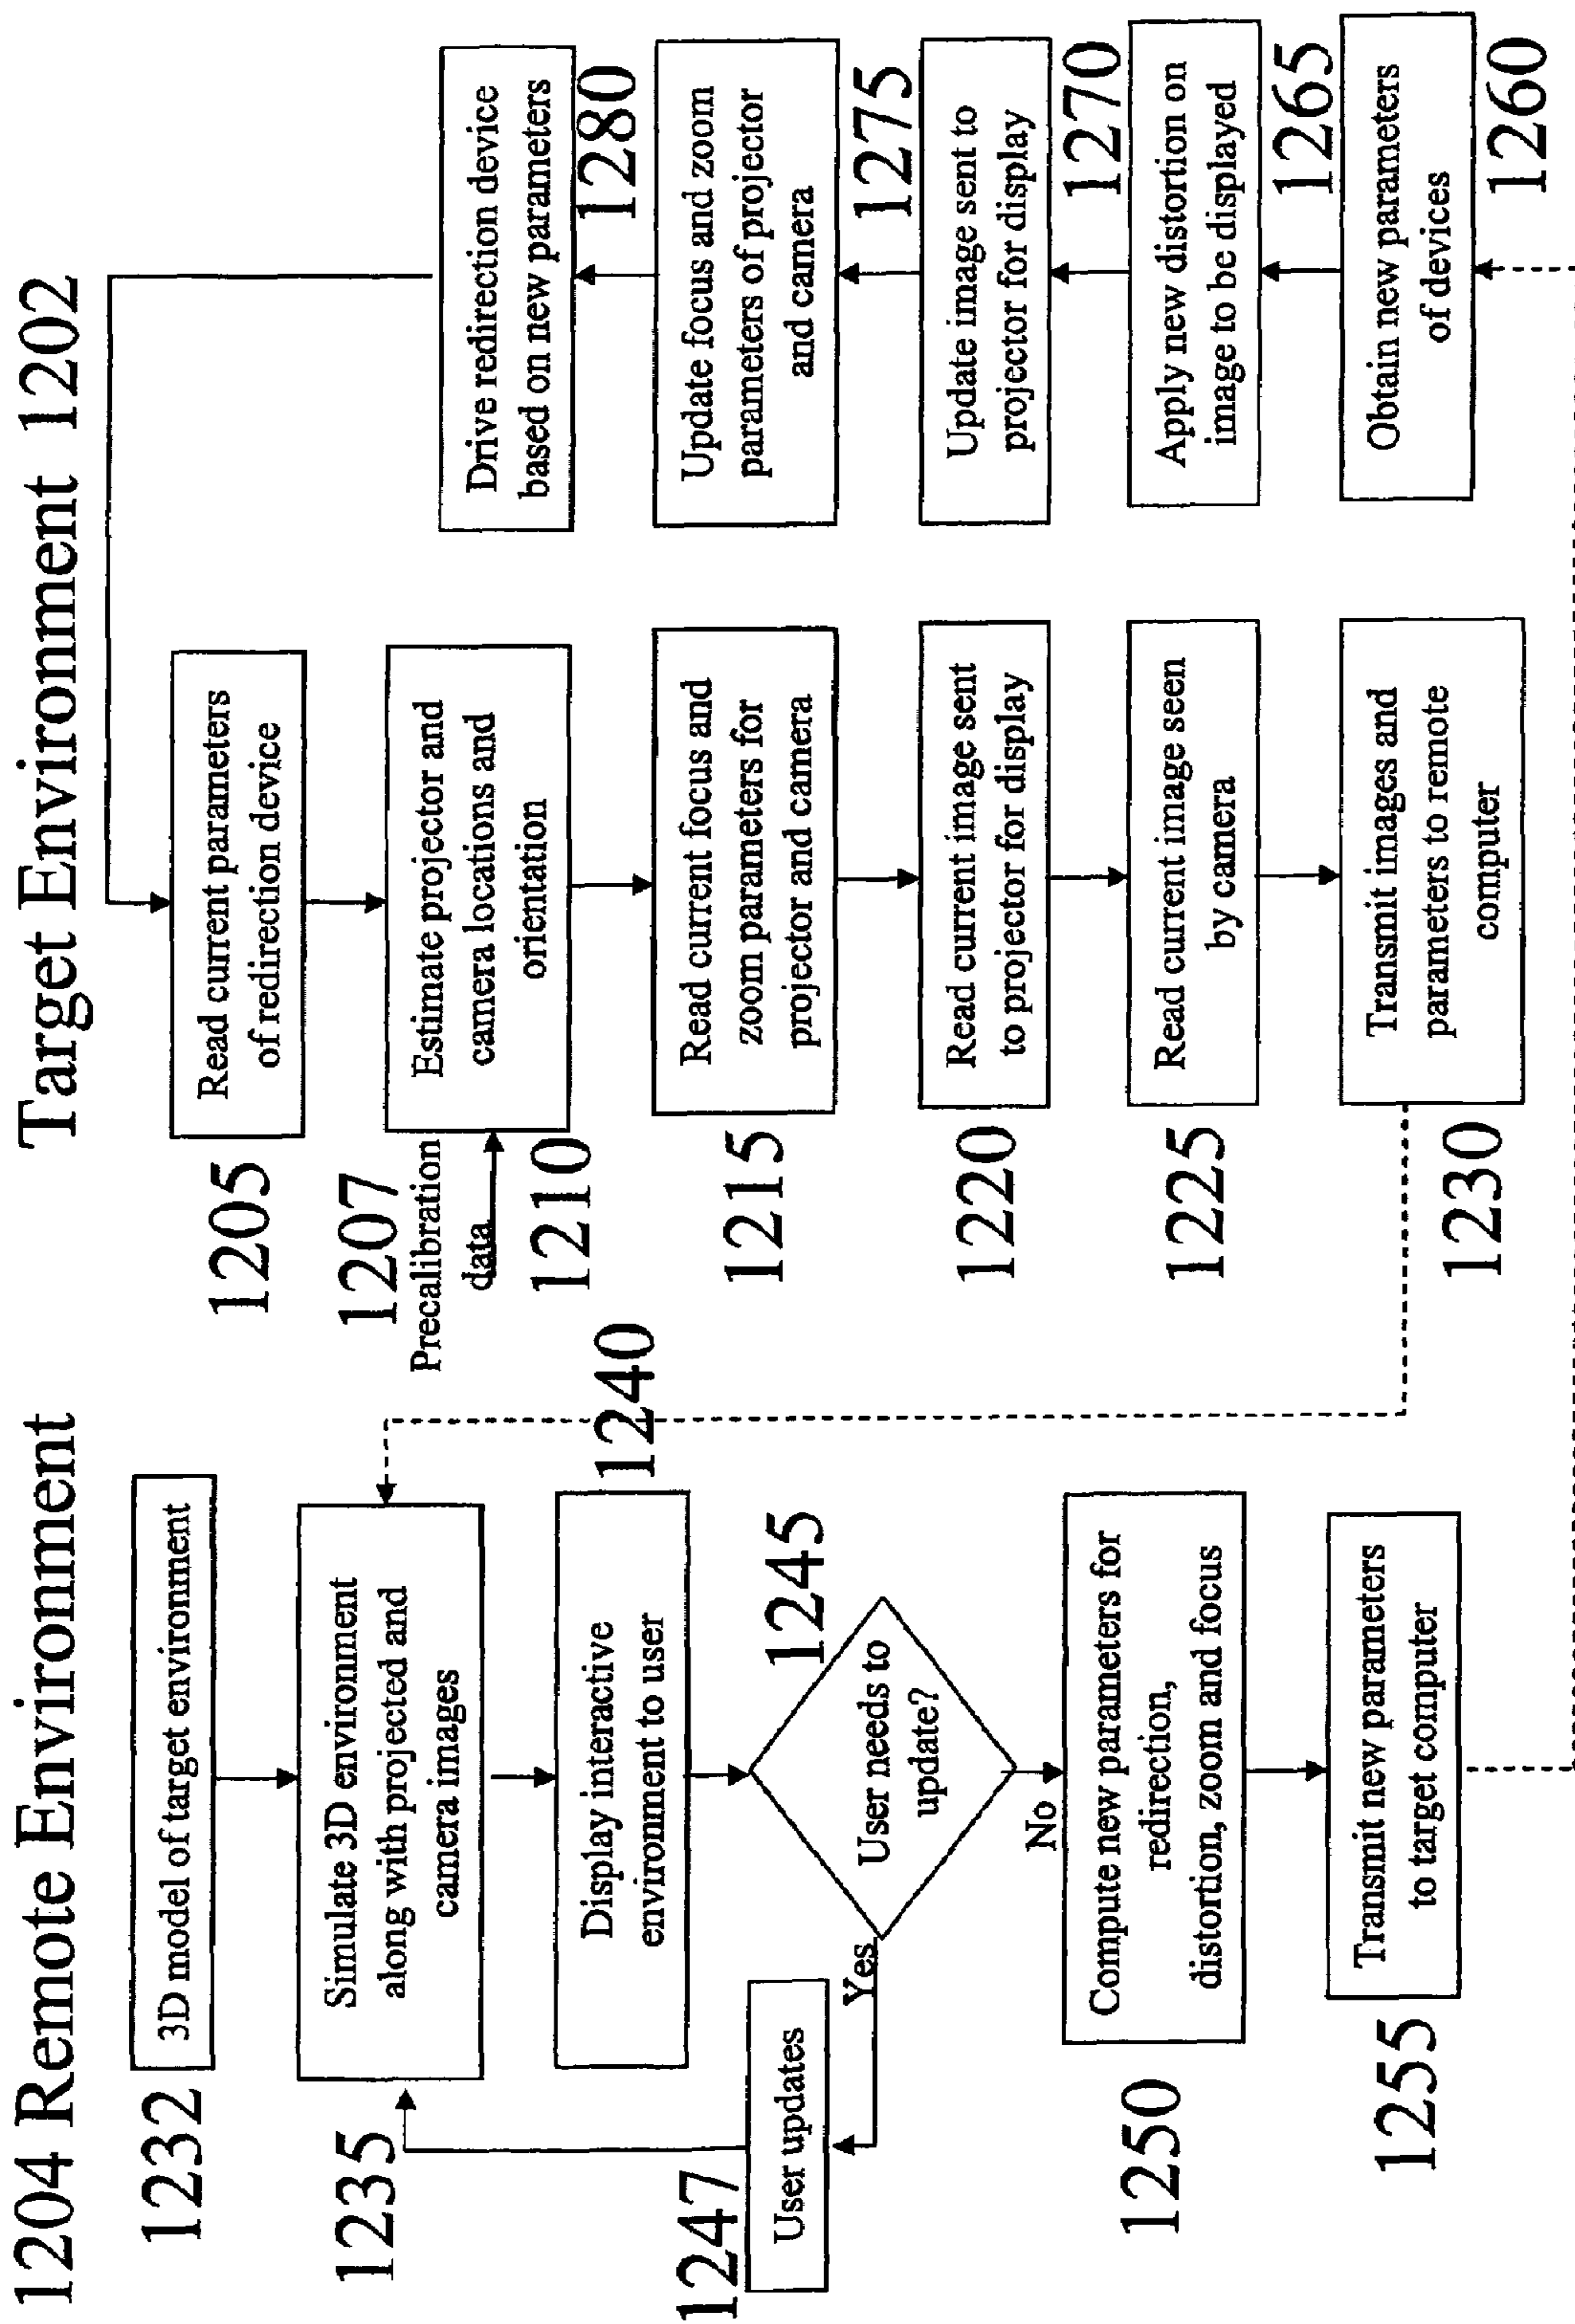 1204 Remote Environment
1232
3D model of target environment
1235
Simulate 3D environment
along with projected and
camera images
1240
Display interactive
environment to user
1245
User needs to
update?
Yes
1247
User updates
No
1250
Compute new parameters for
redirection,
distortion, zoom and focus
1255
Transmit new parameters
to target computer
Target Environment 1202
1205
Read current parameters
of redirection device
1207
Precalibration
data
1210
Estimate projector and
camera locations and
orientation
1215
Read current focus and
zoom parameters for
projector and camera
1220
Read current image sent
to projector for display
1225
Read current image seen
by camera
1230
Transmit images and
parameters to remote
computer
Drive redirection device
based on new parameters
1280
Update focus and zoom
parameters of projector
and camera
1275
Update image sent to
projector for display
1270
Apply new distortion on
image to be displayed
1265
Obtain new parameters
of devices
1260